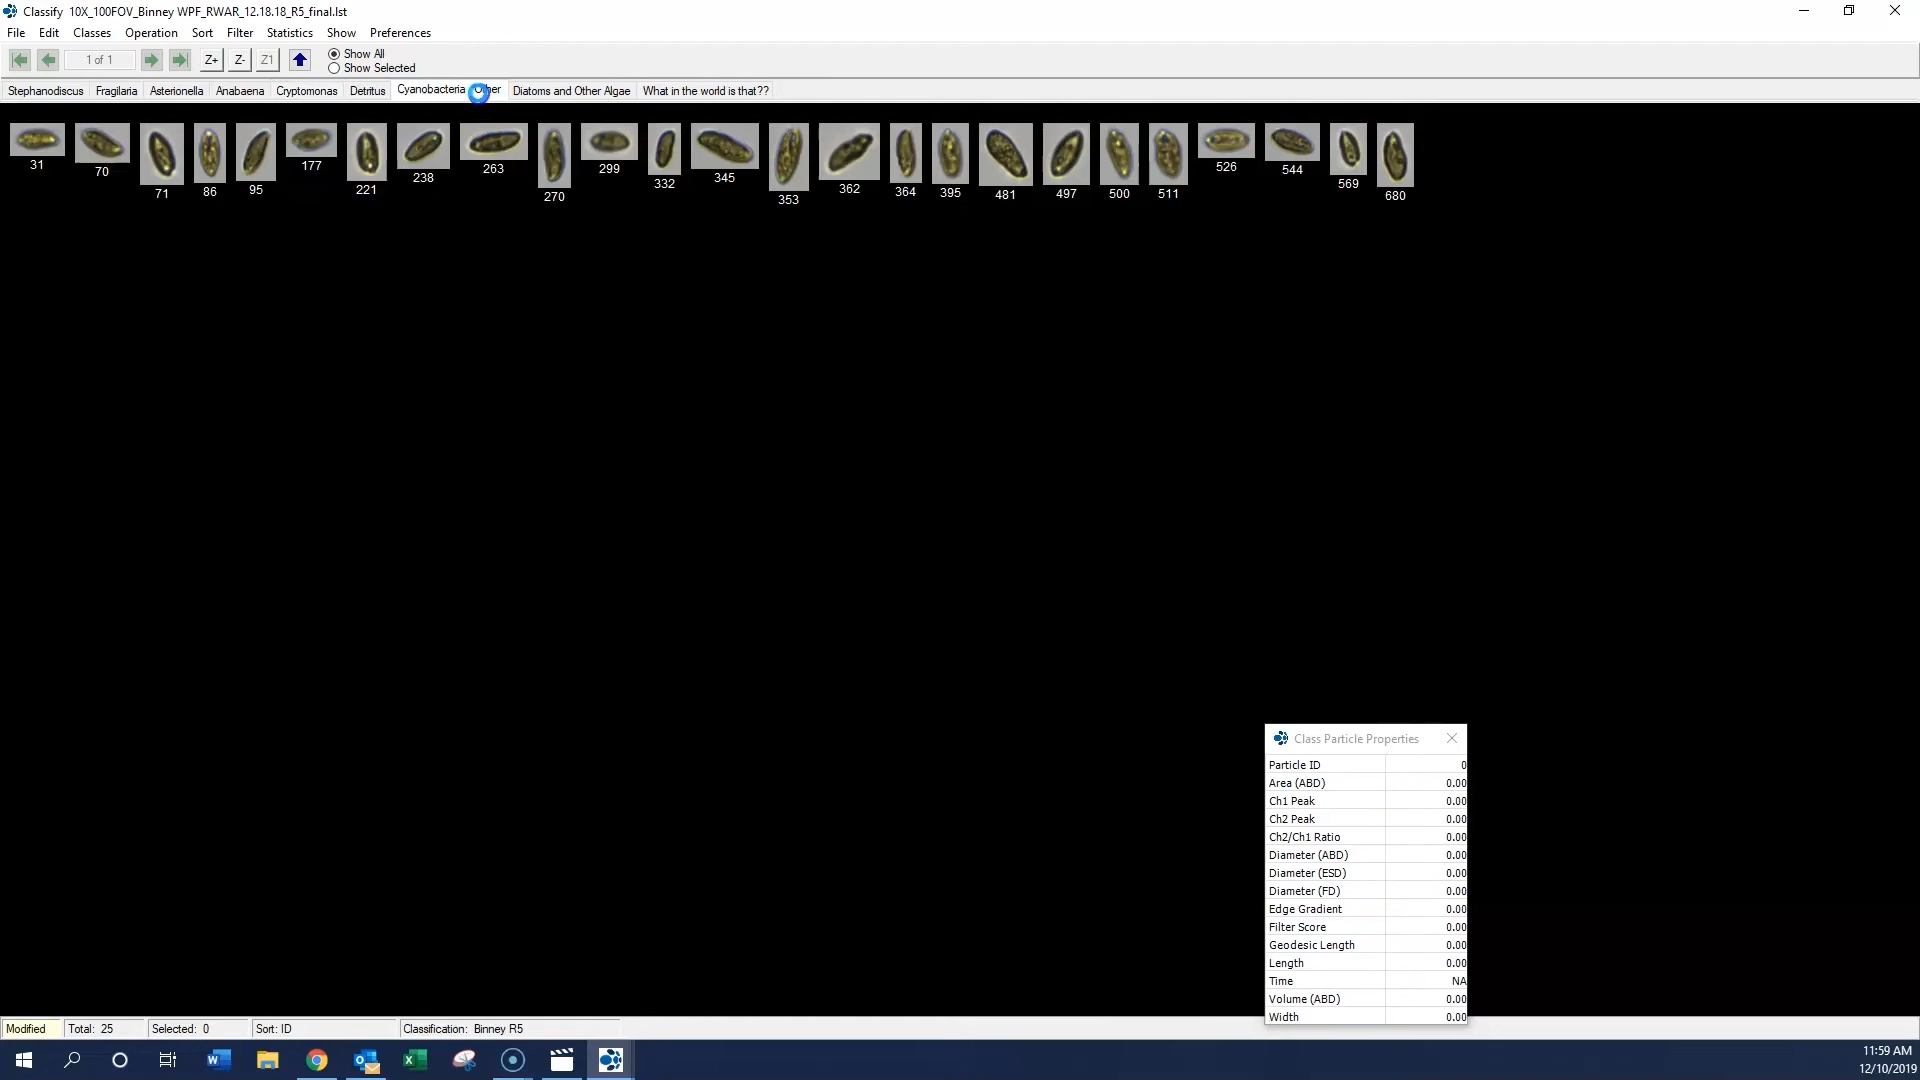 Classify 10X_100FOV_Binney WPF_RWAR_12.18.18_R5_final.lst
File Edit Classes Operation Sort Filter Statistics Show Preferences
1 of 1 Z+ Z- Z1 Show All
Show Selected
Stephanodiscus Fragilaria Asterionella Anabaena Cryptomonas Detritus Cyanobacteria Diatoms and Other Algae What in the world is that??
31 70 71 86 95 177 221 238 263 270 299 332 345 353 362 364 395 481 497 500 511 526 544 569 680
Class Particle Properties
Particle ID 0
Area (ABD) 0.00
Ch1 Peak 0.00
Ch2 Peak 0.00
Ch2/Ch1 Ratio 0.00
Diameter (ABD) 0.00
Diameter (ESD) 0.00
Diameter (FD) 0.00
Edge Gradient 0.00
Filter Score 0.00
Geodesic Length 0.00
Length 0.00
Time NA
Volume (ABD) 0.00
Width 0.00
Modified Total: 25 Selected: 0 Sort: ID Classification: Binney R5
11:59 AM
12/10/2019